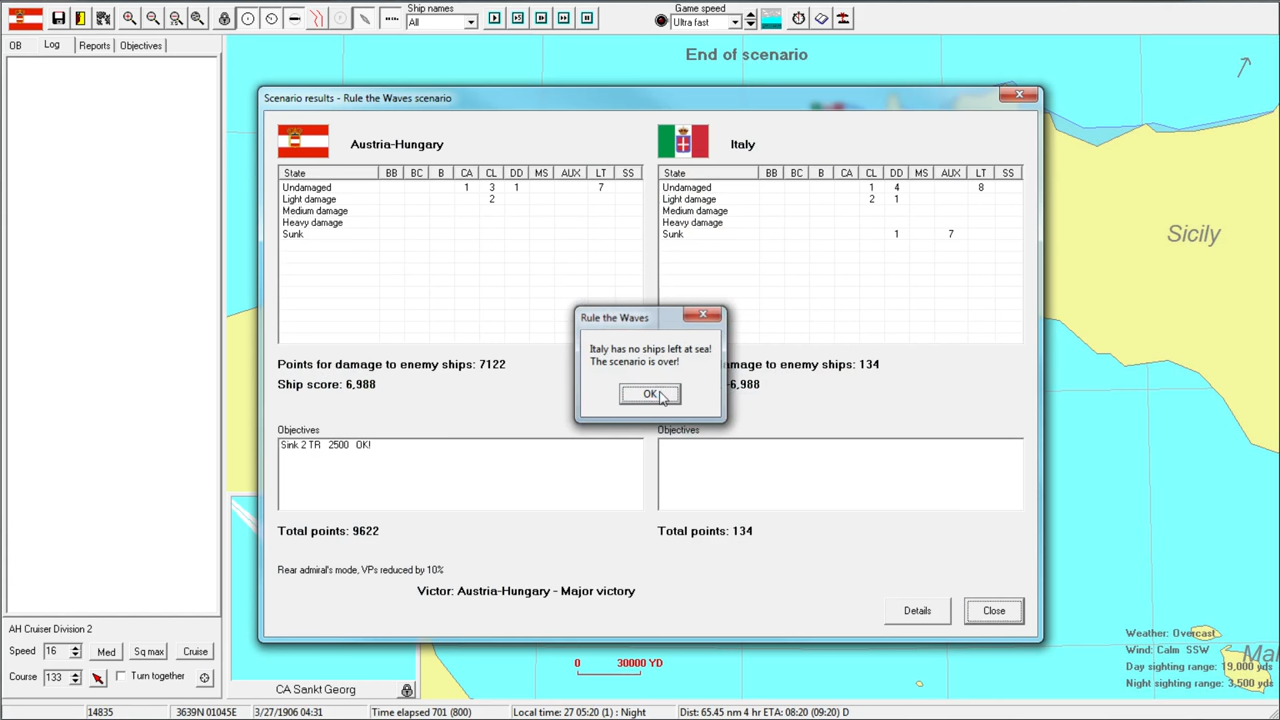 Ship names
All
Game speed
Ultra fast
OB Log Reports Objectives
End of scenario
Scenario results - Rule the Waves scenario
Austria-Hungary
State BB BC B CA CL DD MS AUX LT SS
Undamaged 1 3 1 7
Light damage 2
Medium damage
Heavy damage
Sunk
Points for damage to enemy ships: 7122
Ship score: 6,988
Objectives
Sink 2 TR 2500 OK!
Total points: 9622
Italy
State BB BC B CA CL DD MS AUX LT SS
Undamaged 1 4 8
Light damage 2 1
Medium damage
Heavy damage
Sunk 1 7
damage to enemy ships: 134
-6,988
Objectives
Total points: 134
Rule the Waves
Italy has no ships left at sea!
The scenario is over!
OK
Rear admiral's mode, VPs reduced by 10%
Victor: Austria-Hungary - Major victory
Details Close
Sicily
AH Cruiser Division 2
Speed 16 Med Sq max Cruise
Course 133 Turn together
0 30000 YD
CA Sankt Georg
Weather: Overcast
Wind: Calm SSW
Day sighting range: 19,000 yds
Night sighting range: 3,500 yds
14835 3639N 01045E 3/27/1906 04:31 Time elapsed 701 (800) Local time: 27 05:20 (1) : Night Dist: 65.45 nm 4 hr ETA: 08:20 (09:20) D